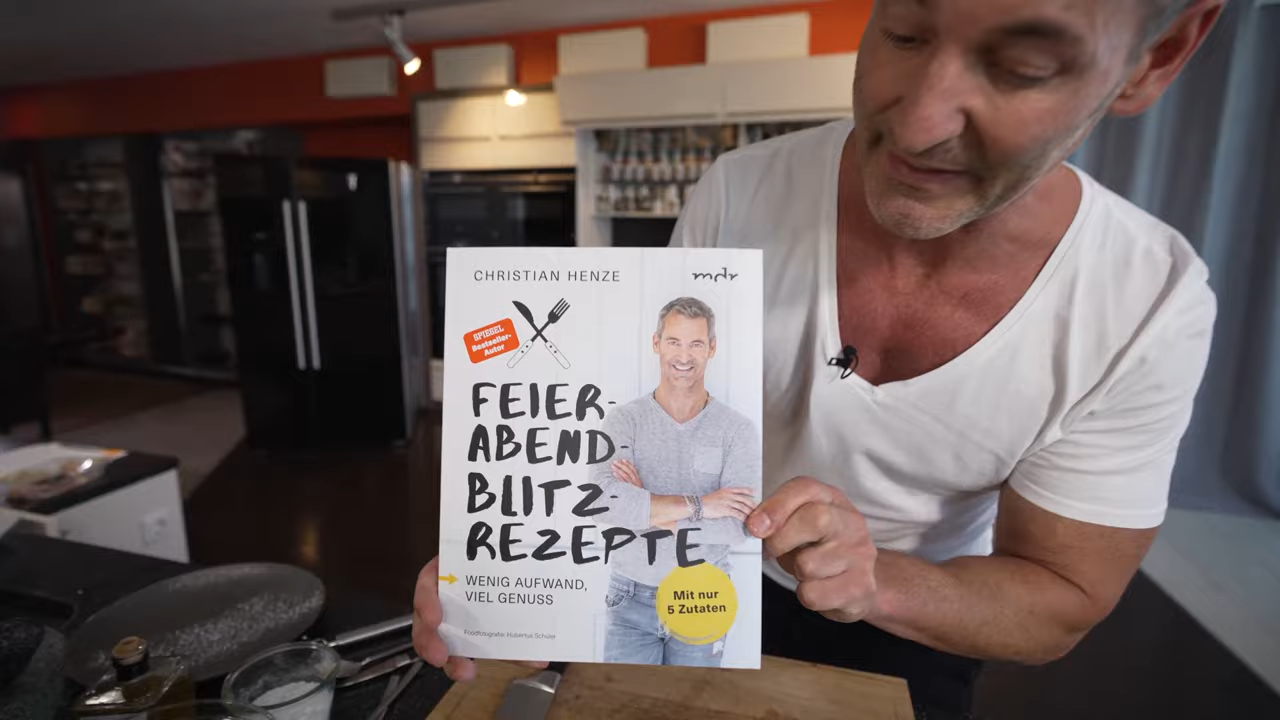 CHRISTIAN HENZE
mdr
SPIEGEL
Bestseller-
Autor
FEIER-
ABEND-
BLITZ-
REZEPTE
WENIG AUFWAND,
VIEL GENUSS
Mit nur
5 Zutaten
Foodfotografie: Hubertus Schüler